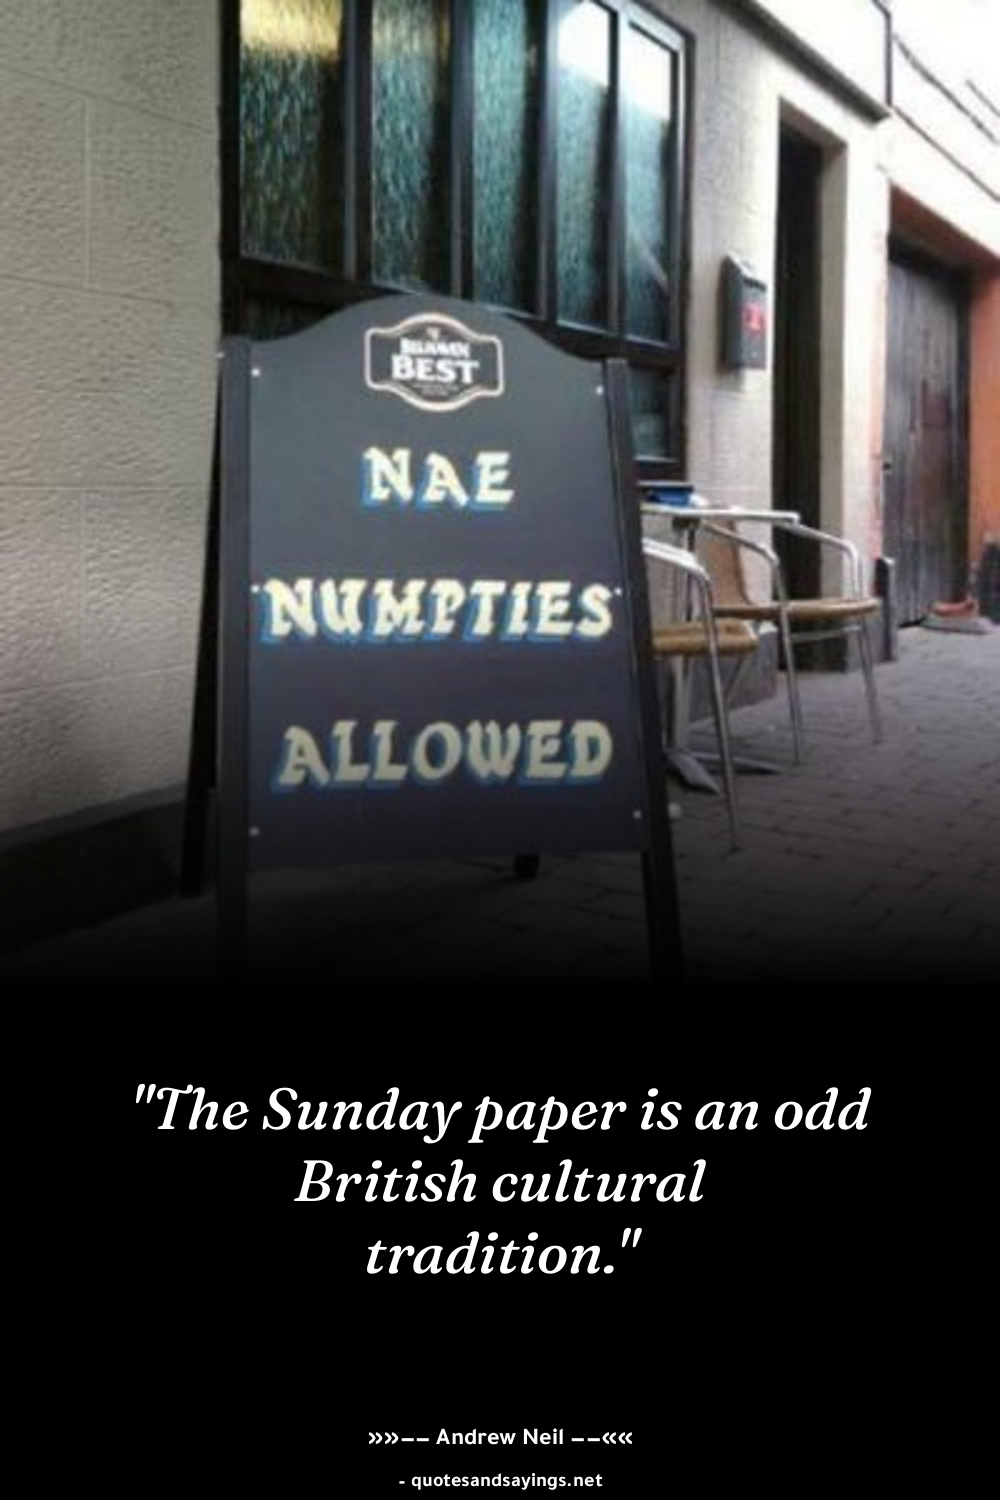 BEST
NAE
NUMPTIES
ALLOWED
"The Sunday paper is an odd
British cultural
tradition."
»»–– Andrew Neil ––««
- quotesandsayings.net